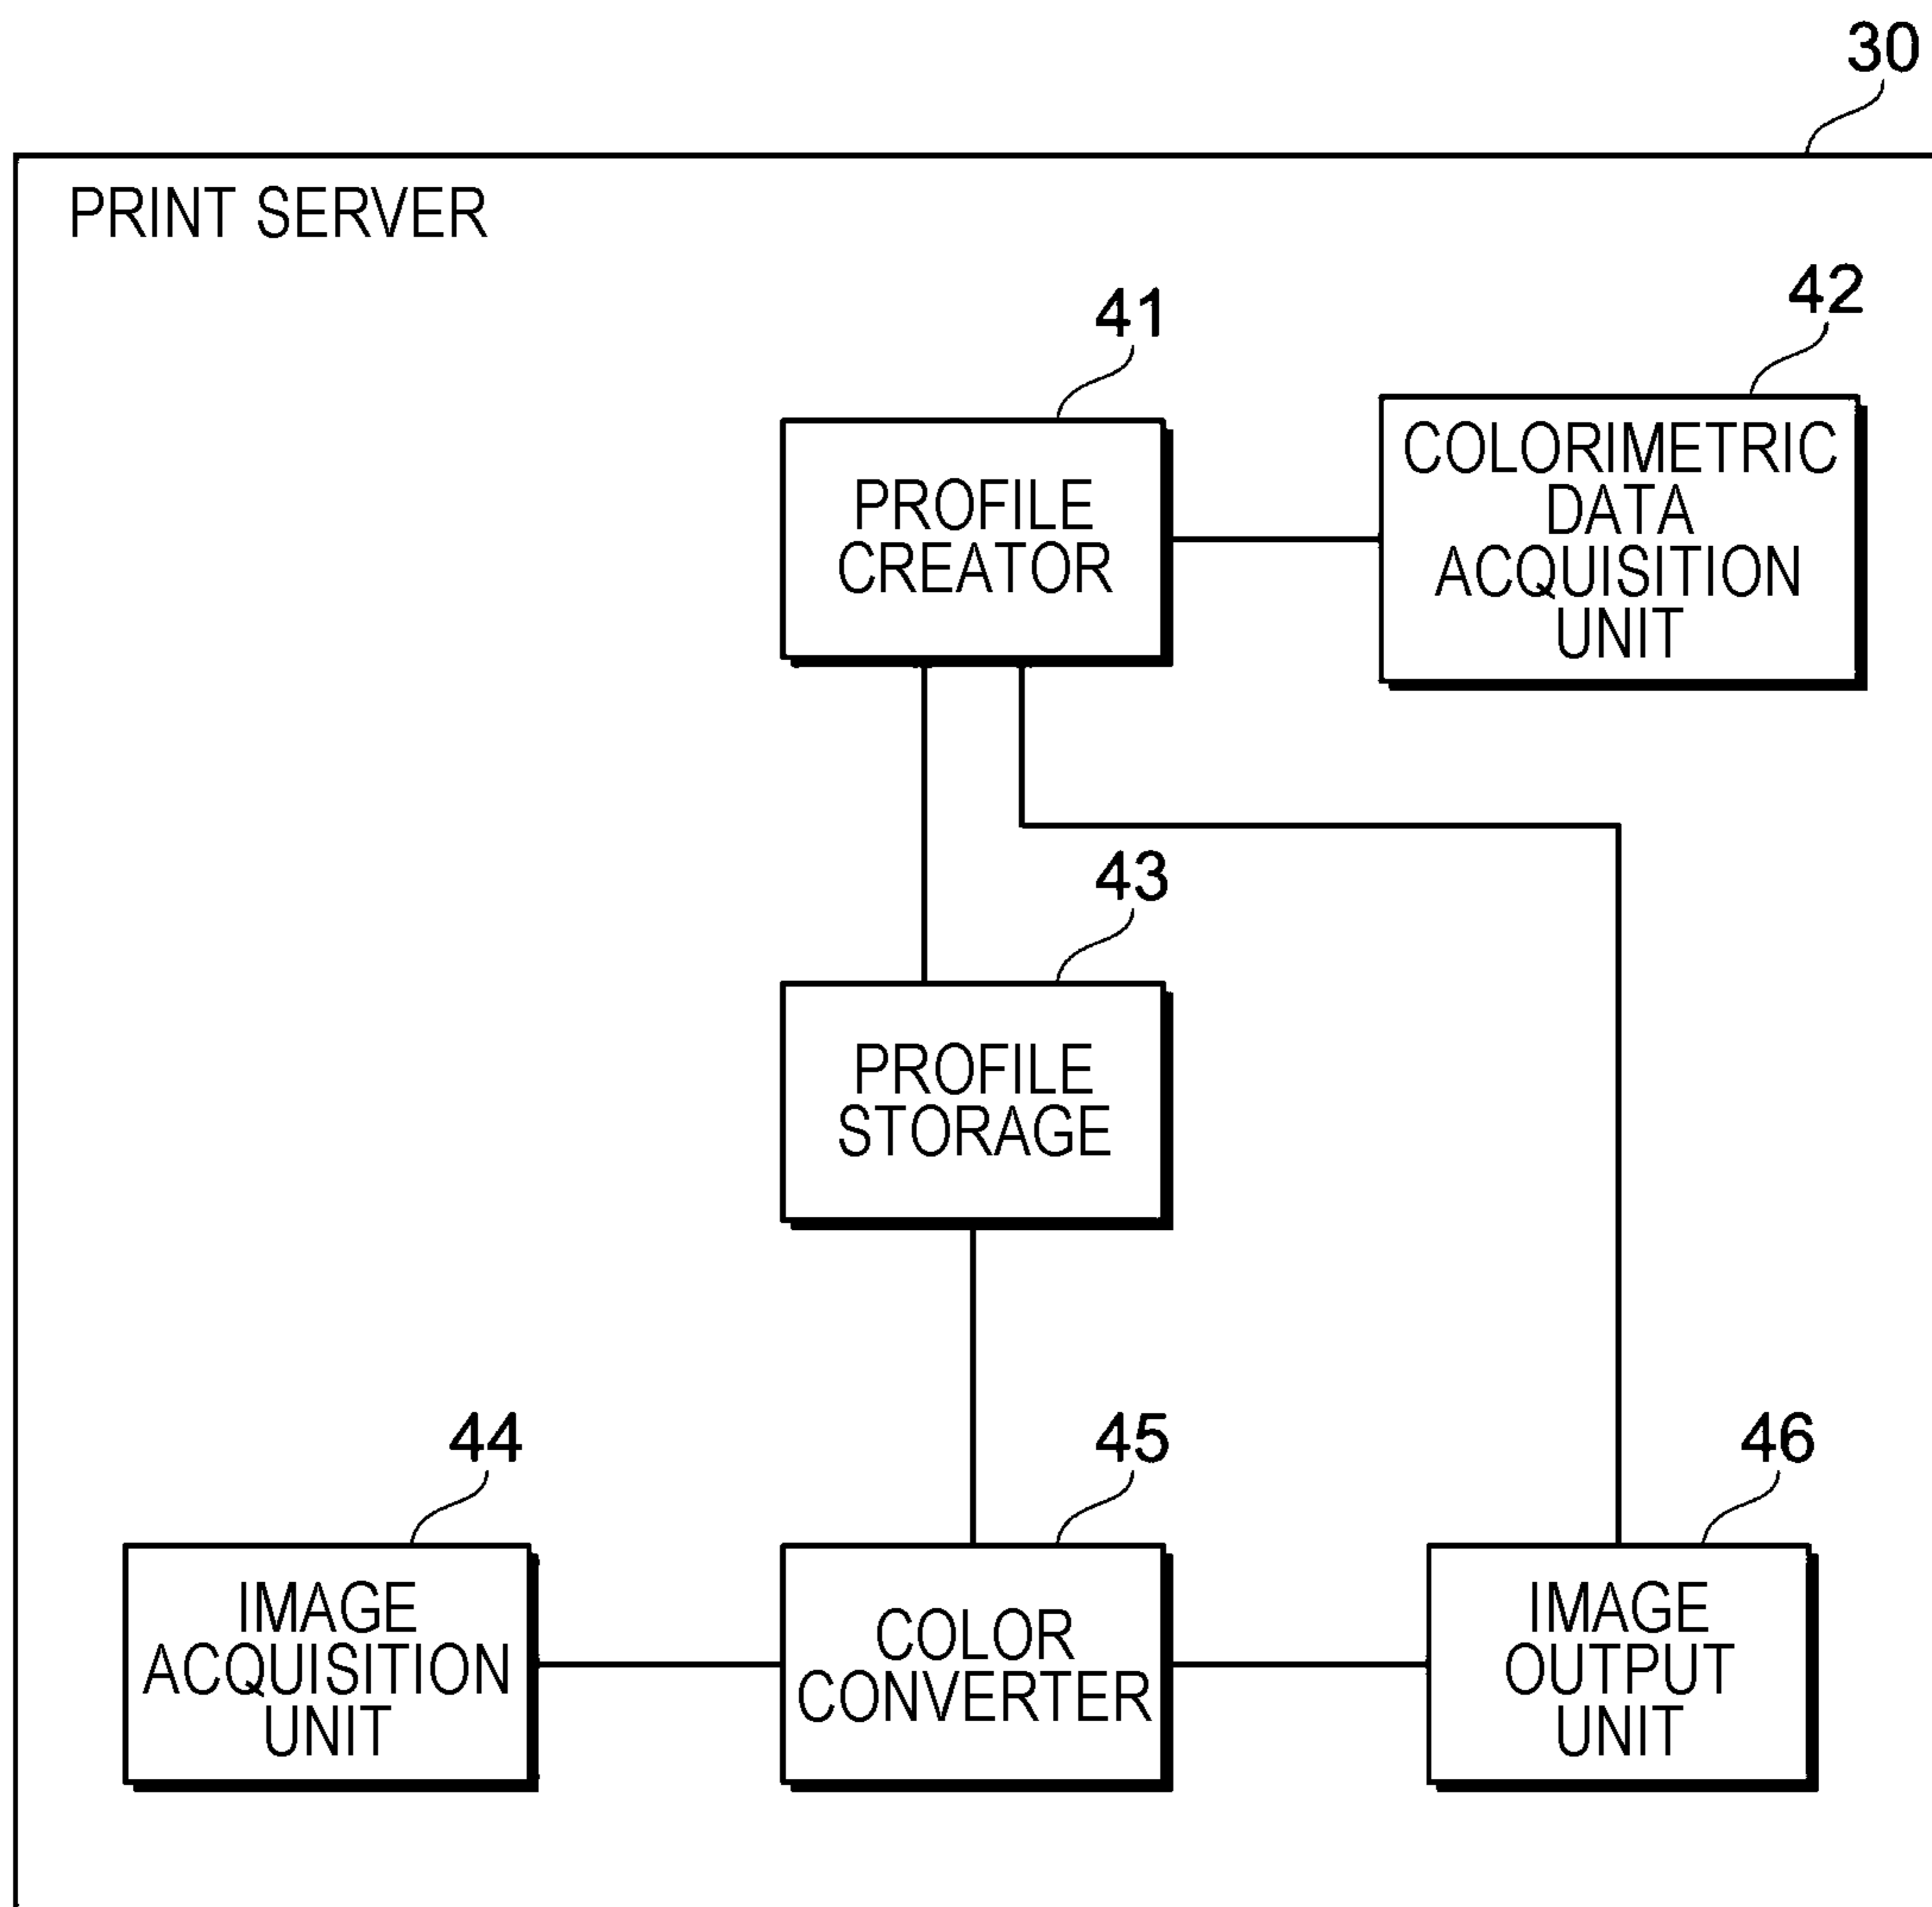 30
PRINT SERVER
41
PROFILE
CREATOR
42
COLORIMETRIC
DATA
ACQUISITION
UNIT
43
PROFILE
STORAGE
44
IMAGE
ACQUISITION
UNIT
45
COLOR
CONVERTER
46
IMAGE
OUTPUT
UNIT